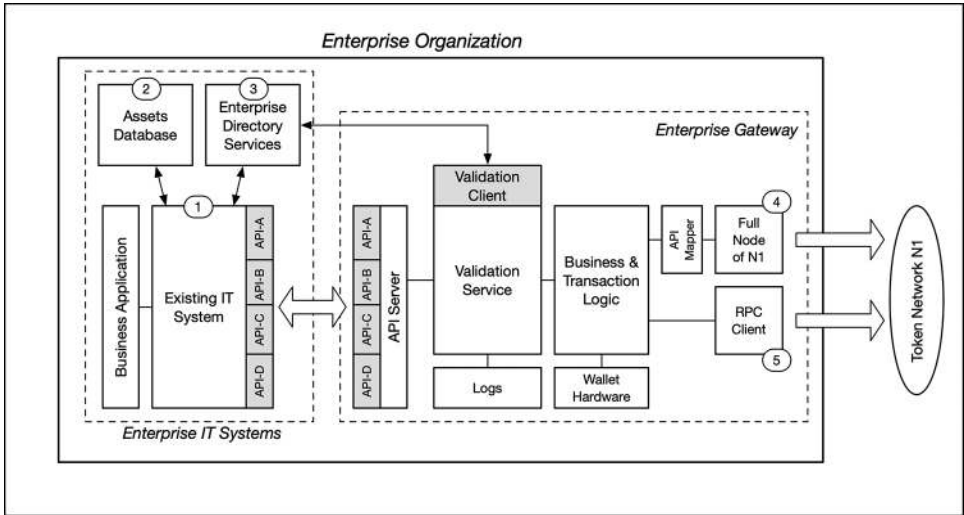 Enterprise Organization
2
Assets
Database
3
Enterprise
Directory
Services
Enterprise Gateway
Business Application
1
Existing IT
System
API-A
API-B
API-C
API-D
Enterprise IT Systems
API-A
API-B
API-C
API-D
API Server
Validation
Client
Validation
Service
Logs
Business &
Transaction
Logic
Wallet
Hardware
API
Mapper
4
Full
Node
of N1
RPC
Client
5
Token Network N1